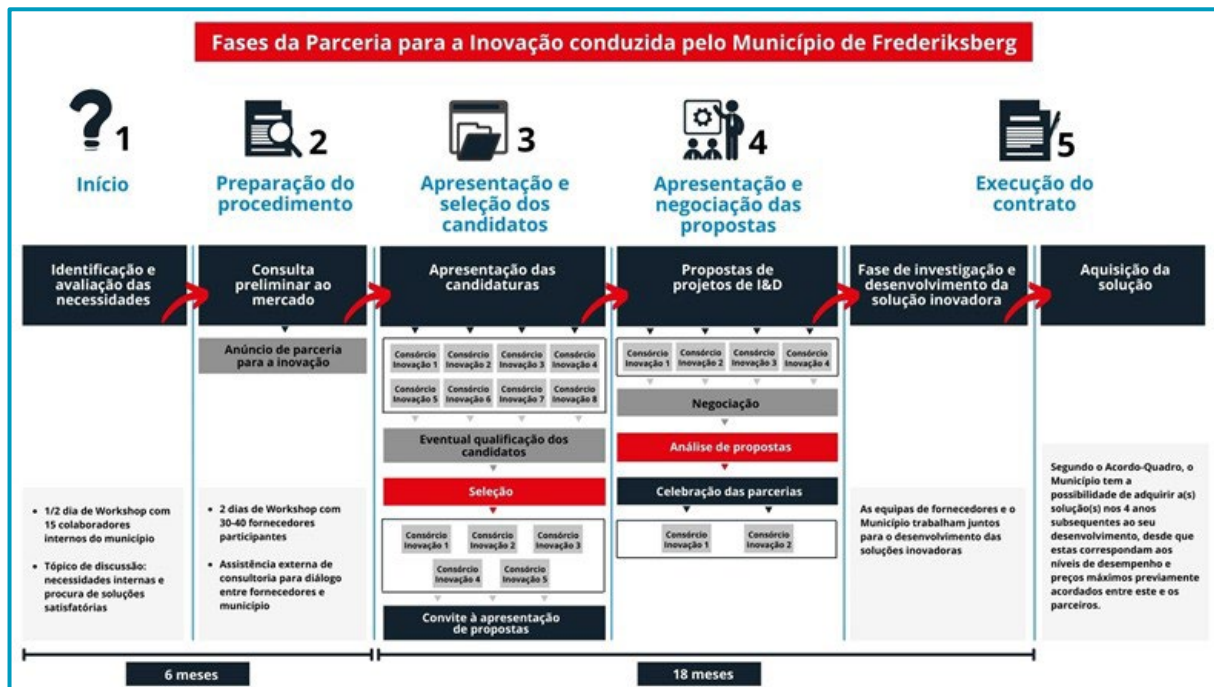 Fases da Parceria para a Inovação conduzida pelo Município de Frederiksberg
1
Início
2
Preparação do
procedimento
3
Apresentação e
seleção dos
candidatos
4
Apresentação e
negociação das
propostas
5
Execução do
contrato
Identificação e
avaliação das
necessidades
Consulta
preliminar ao
mercado
Apresentação das
candidaturas
Propostas de
projetos de I&D
Fase de investigação e
desenvolvimento da
solução inovadora
Aquisição da
solução
Anúncio de parceria
para a inovação
Consórcio
Inovação 1
Consórcio
Inovação 2
Consórcio
Inovação 3
Consórcio
Inovação 4
Consórcio
Inovação 5
Consórcio
Inovação 6
Consórcio
Inovação 7
Consórcio
Inovação 8
Eventual qualificação dos
candidatos
Seleção
Consórcio
Inovação 1
Consórcio
Inovação 2
Consórcio
Inovação 3
Consórcio
Inovação 4
Consórcio
Inovação 5
Convite à apresentação
de propostas
Consórcio
Inovação 1
Consórcio
Inovação 2
Consórcio
Inovação 3
Consórcio
Inovação 4
Negociação
Análise de propostas
Celebração das parcerias
Consórcio
Inovação 1
Consórcio
Inovação 2
• 1/2 dia de Workshop com
15 colaboradores
internos do município
• Tópico de discussão:
necessidades internas e
procura de soluções
satisfatórias
• 2 dias de Workshop com
30-40 fornecedores
participantes
• Assistência externa de
consultoria para diálogo
entre fornecedores e
município
As equipas de fornecedores e o
Município trabalham juntos
para o desenvolvimento das
soluções inovadoras
Segundo o Acordo-Quadro, o
Município tem a
possibilidade de adquirir a(s)
solução(s) nos 4 anos
subsequentes ao seu
desenvolvimento, desde que
estas correspondam aos
níveis de desempenho e
preços máximos previamente
acordados entre este e os
parceiros.
6 meses
18 meses